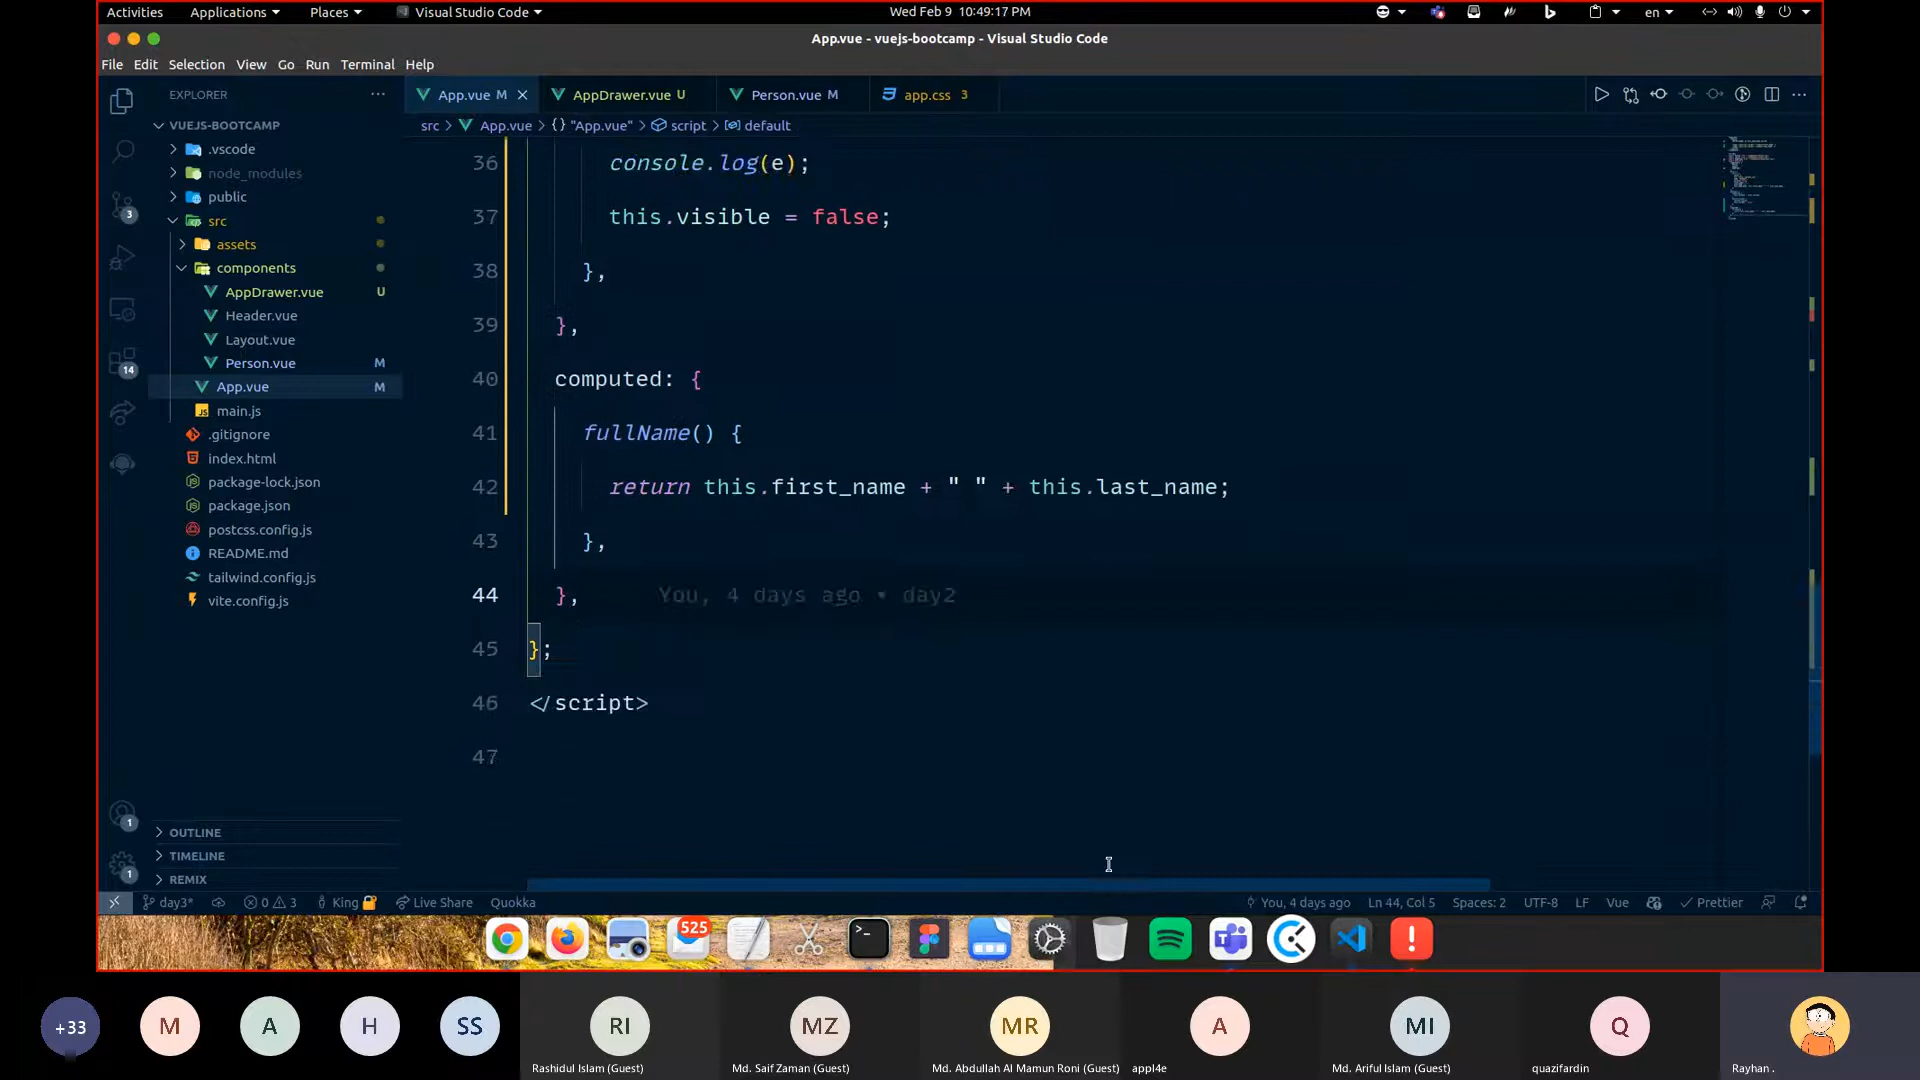 Activities Applications Places Visual Studio Code Wed Feb 9 10:49:17 PM en
App.vue - vuejs-bootcamp - Visual Studio Code
File Edit Selection View Go Run Terminal Help
EXPLORER
App.vue M
AppDrawer.vue U
Person.vue M
app.css 3
VUEJS-BOOTCAMP
src > App.vue > {} "App.vue" > script > default
.vscode
node_modules
public
src
assets
components
AppDrawer.vue U
Header.vue
Layout.vue
Person.vue M
App.vue M
main.js
.gitignore
index.html
package-lock.json
package.json
postcss.config.js
README.md
tailwind.config.js
vite.config.js
3
14
1
1
OUTLINE
TIMELINE
REMIX
36 console.log(e);
37 this.visible = false;
38 },
39 },
40 computed: {
41 fullName() {
42 return this.first_name + " " + this.last_name;
43 },
44 }, You, 4 days ago • day2
45 };
46 </script>
47
day3* 0 3 King Live Share Quokka You, 4 days ago Ln 44, Col 5 Spaces: 2 UTF-8 LF Vue Prettier
525
+33 M A H SS RI MZ MR A MI Q
Rashidul Islam (Guest) Md. Saif Zaman (Guest) Md. Abdullah Al Mamun Roni (Guest) appl4e Md. Ariful Islam (Guest) quazifardin Rayhan .